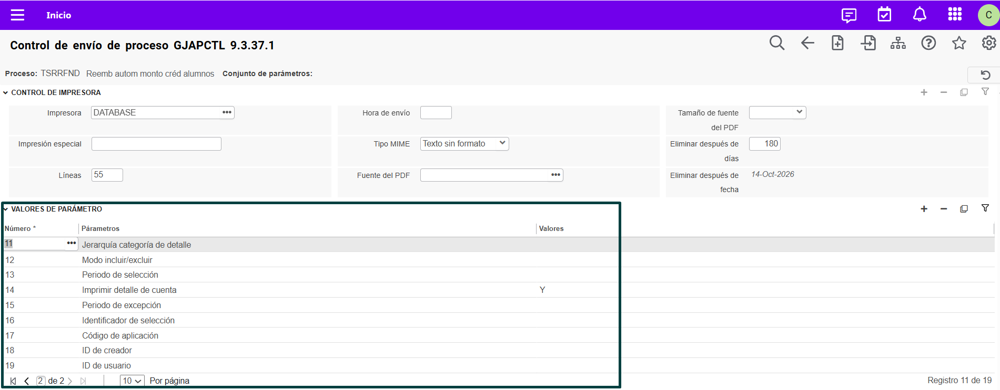 Inicio
C
Control de envío de proceso GJAPCTL 9.3.37.1
Proceso: TSRRFND Reemb autom monto créd alumnos Conjunto de parámetros:
CONTROL DE IMPRESORA
Impresora DATABASE Hora de envío Tamaño de fuente del PDF
Impresión especial Tipo MIME Texto sin formato Eliminar después de días 180
Líneas 55 Fuente del PDF Eliminar después de fecha 14-Oct-2026
VALORES DE PARÁMETRO
Número * Párametros Valores
11 Jerarquía categoría de detalle
12 Modo incluir/excluir
13 Periodo de selección
14 Imprimir detalle de cuenta Y
15 Periodo de excepción
16 Identificador de selección
17 Código de aplicación
18 ID de creador
19 ID de usuario
2 de 2 10 Por página Registro 11 de 19